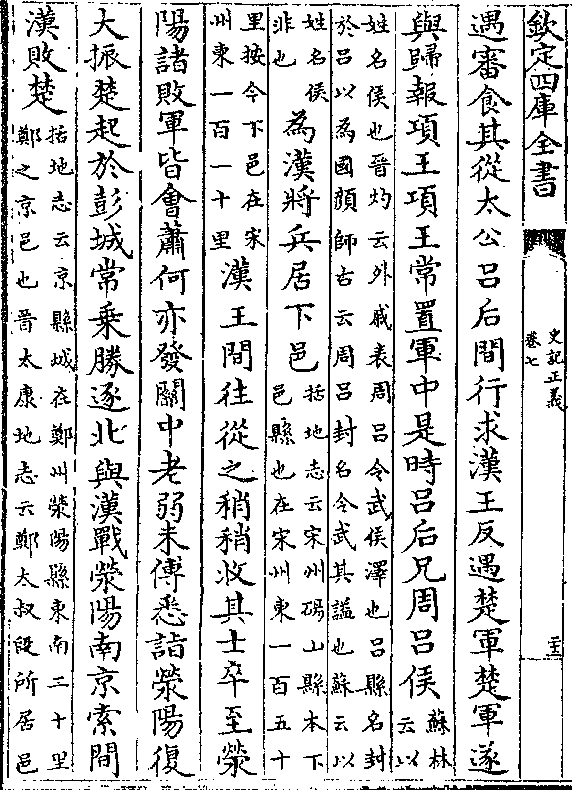 欽定四庫全書
史記正義
卷七
二十
遇審食其從太公呂后間行求漢王反遇楚軍楚軍遂
與歸報項王項王常置軍中是時呂后兄周呂侯蘇林
云以
姓名侯也晉灼云外戚表周呂令武侯澤也呂縣名封
於呂以為國顏師古云周呂封名令武其諡也蘇云以
姓名侯
非也為漢將兵居下邑括地志云宋州碭山縣本下
邑縣也在宋州東一百五十
里按今下邑在宋
州東一百一十里漢王間往從之稍稍收其士卒至滎
陽諸敗軍皆會蕭何亦發關中老弱未傅悉詣滎陽復
大振楚起於彭城常乗勝逐北與漢戰滎陽南京索間
漢敗楚括地志云京縣城在鄭州滎陽縣東南二十里
鄭之京邑也晉太康地志云鄭太叔段所居邑